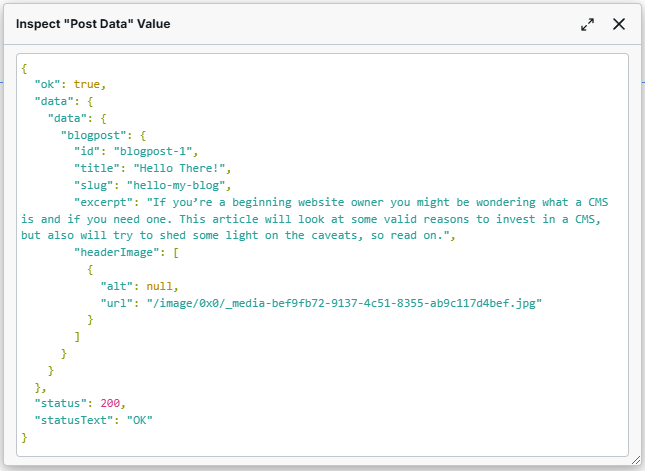 Inspect "Post Data" Value
{
  "ok": true,
  "data": {
    "data": {
      "blogpost": {
        "id": "blogpost-1",
        "title": "Hello There!",
        "slug": "hello-my-blog",
        "excerpt": "If you’re a beginning website owner you might be wondering what a CMS
is and if you need one. This article will look at some valid reasons to invest in a CMS,
but also will try to shed some light on the caveats, so read on.",
        "headerImage": [
          {
            "alt": null,
            "url": "/image/0x0/_media-bef9fb72-9137-4c51-8355-ab9c117d4bef.jpg"
          }
        ]
      }
    }
  },
  "status": 200,
  "statusText": "OK"
}